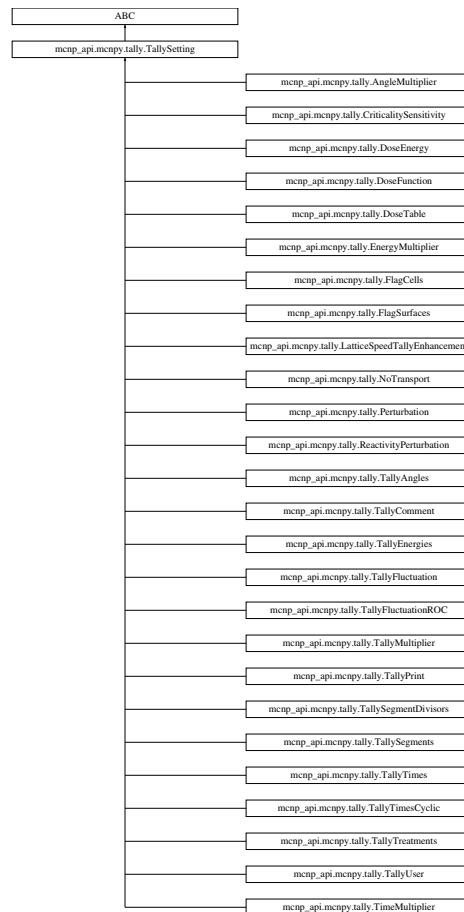 ABC
mcnp_api.mcnpy.tally.TallySetting
mcnp_api.mcnpy.tally.AngleMultiplier
mcnp_api.mcnpy.tally.CriticalitySensitivity
mcnp_api.mcnpy.tally.DoseEnergy
mcnp_api.mcnpy.tally.DoseFunction
mcnp_api.mcnpy.tally.DoseTable
mcnp_api.mcnpy.tally.EnergyMultiplier
mcnp_api.mcnpy.tally.FlagCells
mcnp_api.mcnpy.tally.FlagSurfaces
mcnp_api.mcnpy.tally.LatticeSpeedTallyEnhancement
mcnp_api.mcnpy.tally.NoTransport
mcnp_api.mcnpy.tally.Perturbation
mcnp_api.mcnpy.tally.ReactivityPerturbation
mcnp_api.mcnpy.tally.TallyAngles
mcnp_api.mcnpy.tally.TallyComment
mcnp_api.mcnpy.tally.TallyEnergies
mcnp_api.mcnpy.tally.TallyFluctuation
mcnp_api.mcnpy.tally.TallyFluctuationROC
mcnp_api.mcnpy.tally.TallyMultiplier
mcnp_api.mcnpy.tally.TallyPrint
mcnp_api.mcnpy.tally.TallySegmentDivisors
mcnp_api.mcnpy.tally.TallySegments
mcnp_api.mcnpy.tally.TallyTimes
mcnp_api.mcnpy.tally.TallyTimesCyclic
mcnp_api.mcnpy.tally.TallyTreatments
mcnp_api.mcnpy.tally.TallyUser
mcnp_api.mcnpy.tally.TimeMultiplier